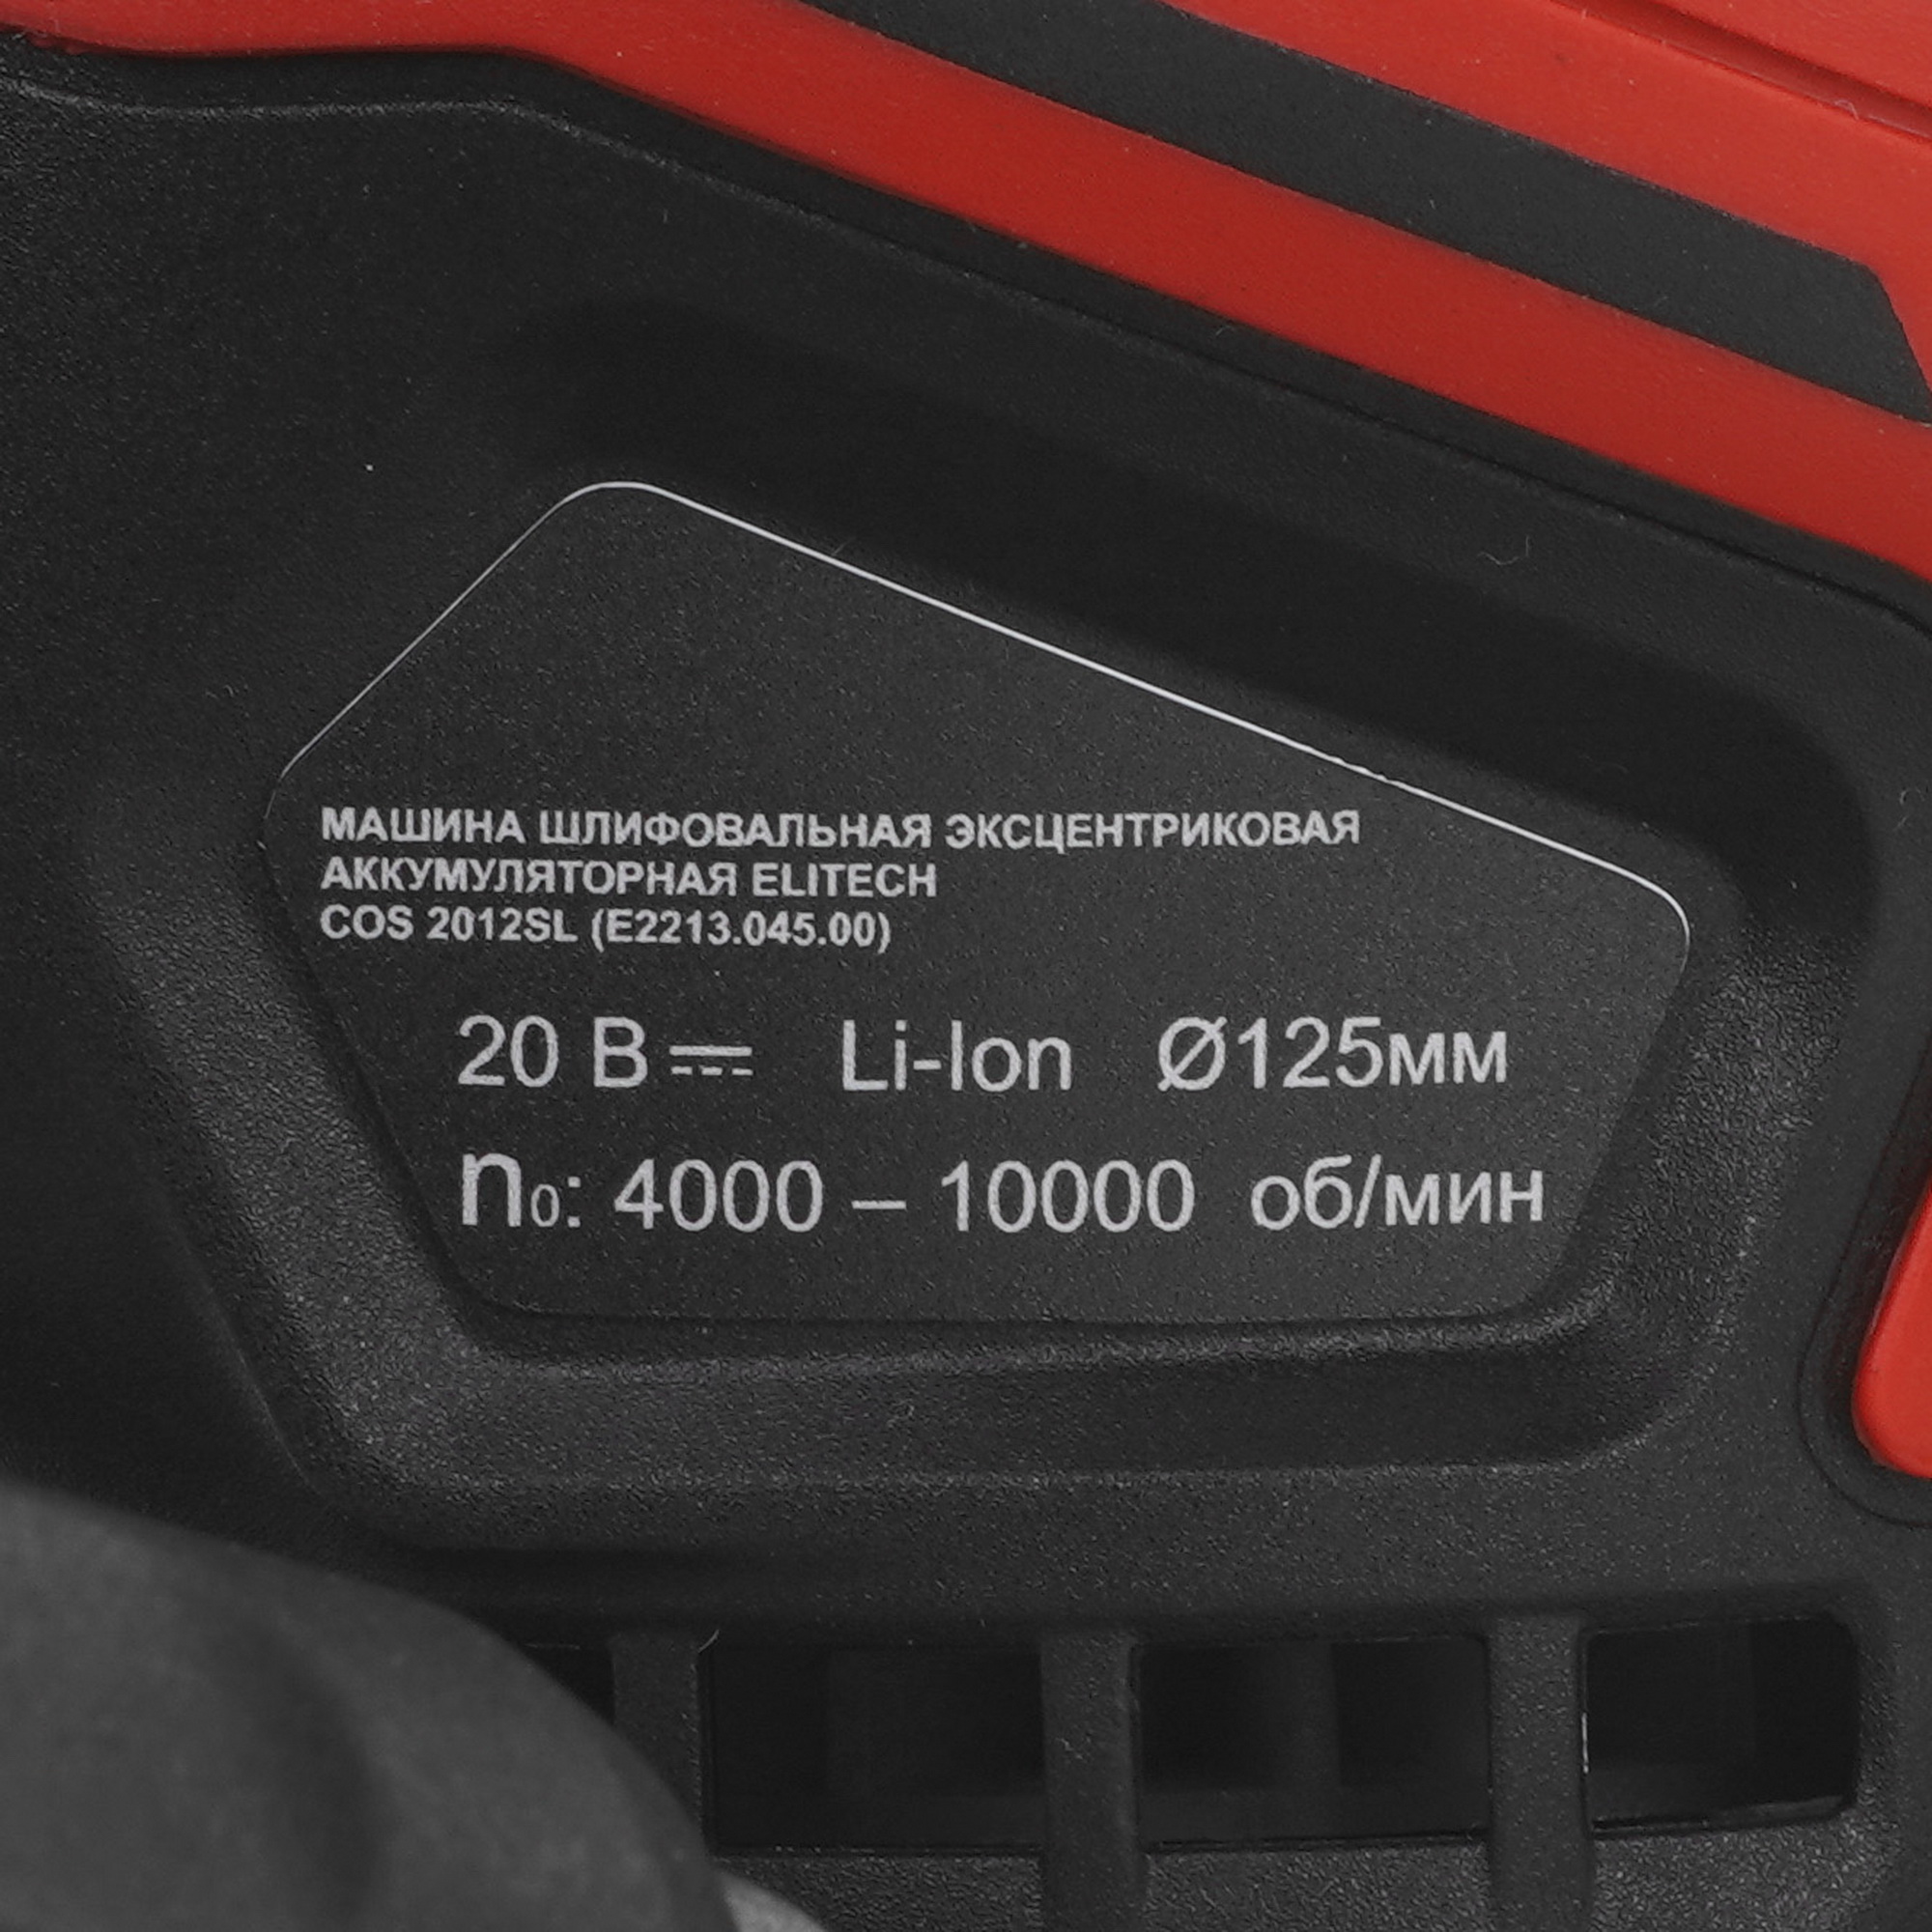 МАШИНА ШЛИФОВАЛЬНАЯ ЭКСЦЕНТРИКОВАЯ
АККУМУЛЯТОРНАЯ ELITECH
COS 2012SL (E2213.045.00)
20 В ⎓ Li-Ion Ø125мм
n₀: 4000 – 10000 об/мин